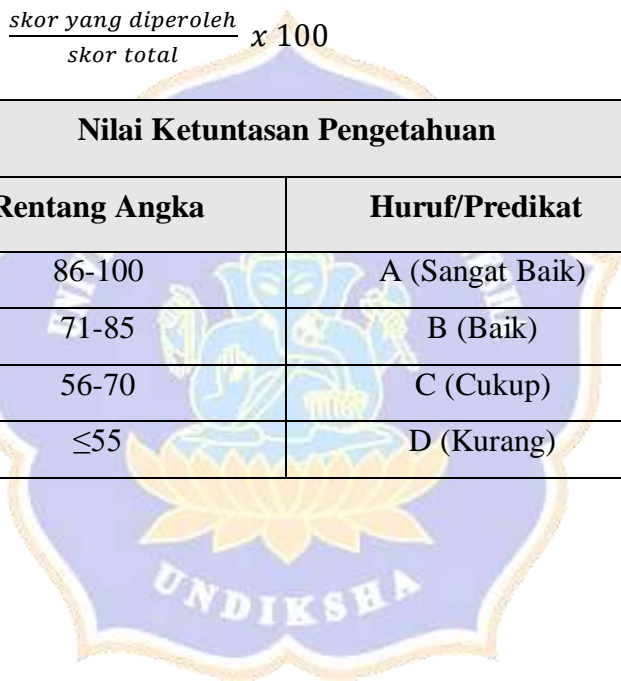 skor yang diperoleh
skor total
x 100
Nilai Ketuntasan Pengetahuan
Rentang Angka Huruf/Predikat
86-100 A (Sangat Baik)
71-85 B (Baik)
56-70 C (Cukup)
≤55 D (Kurang)
UNDIKSHA